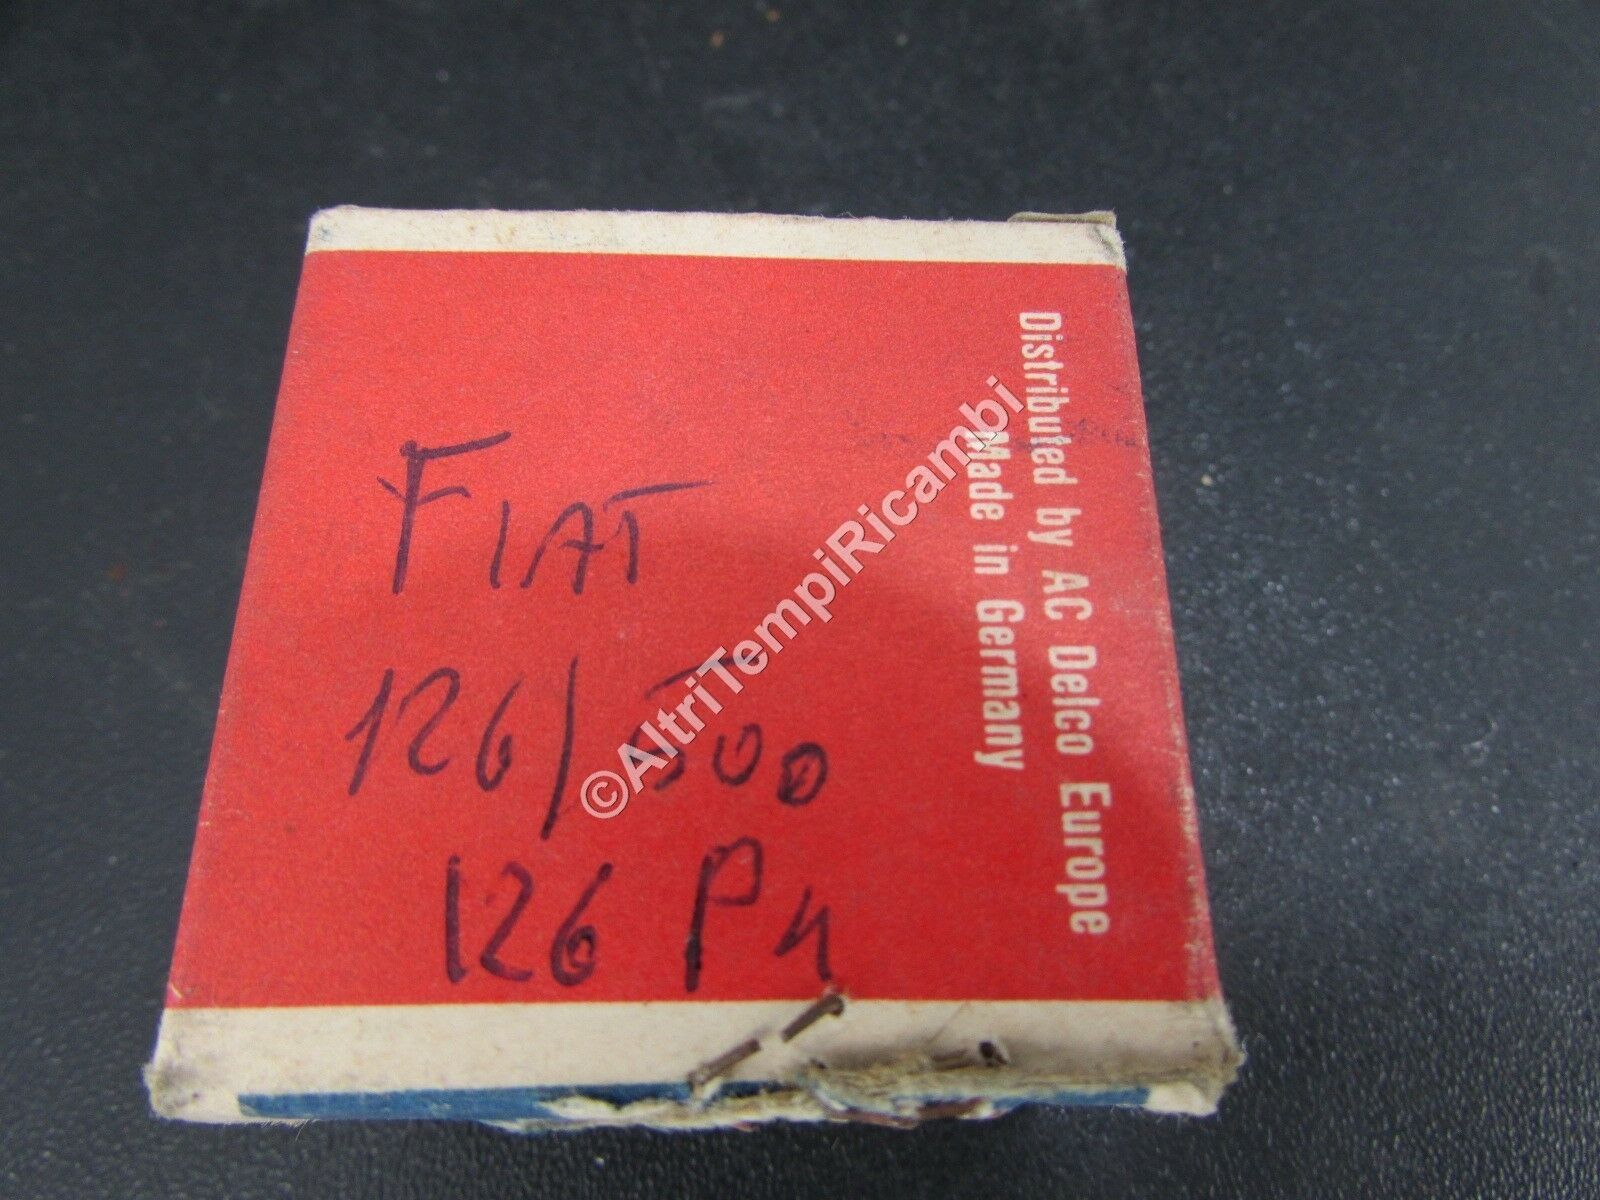 FIAT
126/500
126 P4
Distributed by AC Delco Europe
Made in Germany
©AltriTempiRicambi